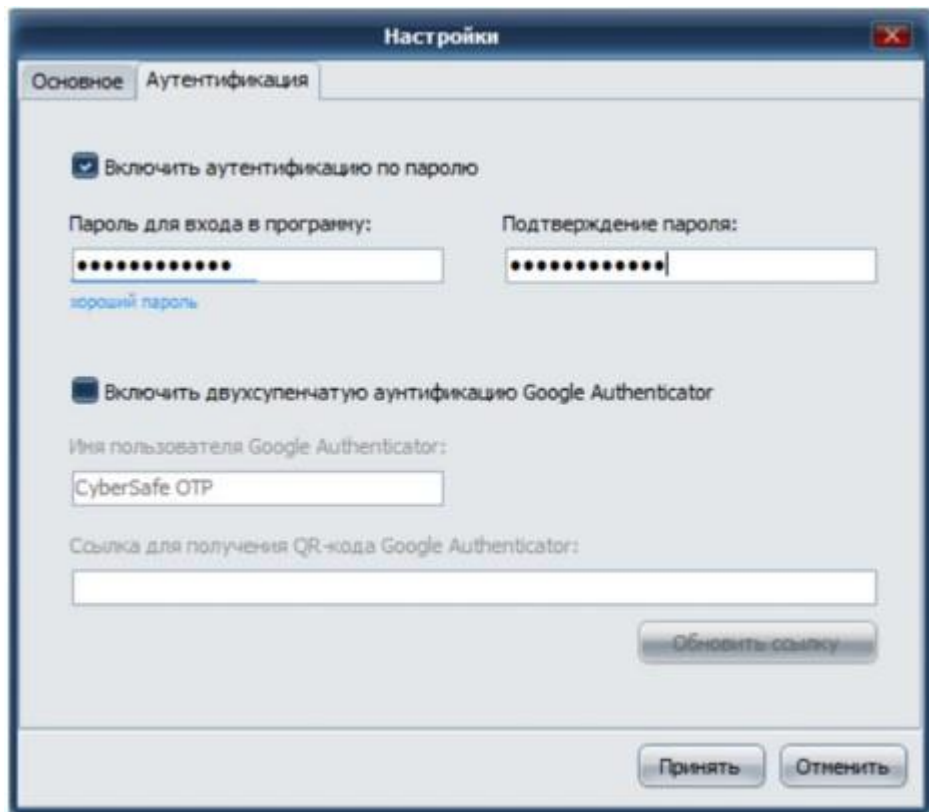 Настройки
Основное Аутентификация
Включить аутентификацию по паролю
Пароль для входа в программу: Подтверждение пароля:
•••••••••••• ••••••••••••
хороший пароль
Включить двухсупенчатую аунтификацию Google Authenticator
Имя пользователя Google Authenticator:
CyberSafe OTP
Ссылка для получения QR-кода Google Authenticator:
Обновить ссылку
Принять Отменить